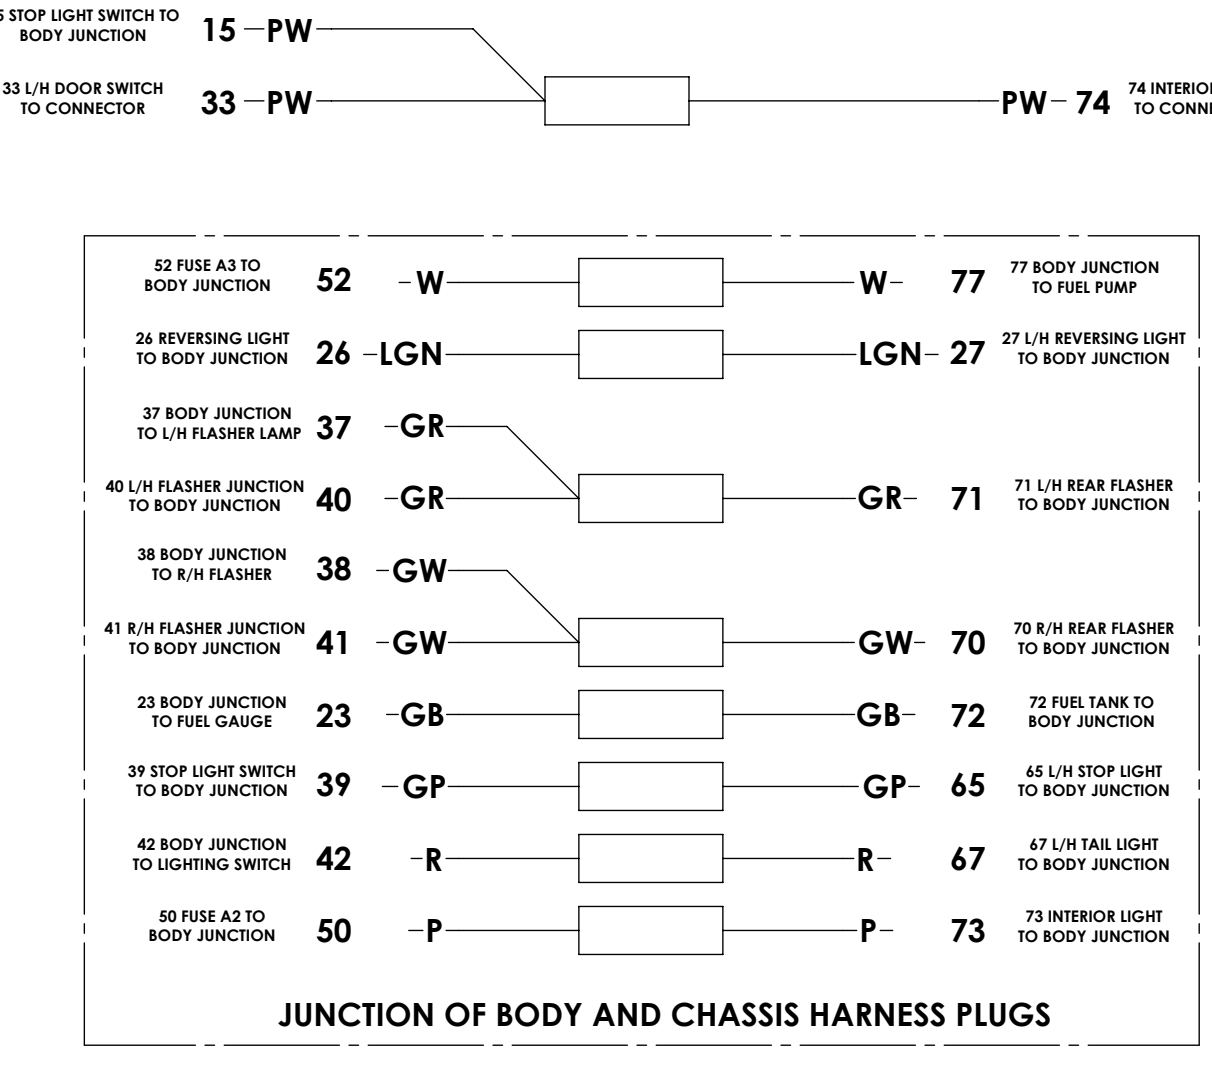 STOP LIGHT SWITCH TO
BODY JUNCTION
15 PW
33 L/H DOOR SWITCH
TO CONNECTOR
33 PW
PW 74
74
TO
52 FUSE A3 TO
BODY JUNCTION
52 W
W 77
77 BODY JUNCTION
TO FUEL PUMP
26 REVERSING LIGHT
TO BODY JUNCTION
26 LGN
LGN 27
27 L/H REVERSING LIGHT
TO BODY JUNCTION
37 BODY JUNCTION
TO L/H FLASHER LAMP
37 GR
40 L/H FLASHER JUNCTION
TO BODY JUNCTION
40 GR
GR 71
71 L/H REAR FLASHER
TO BODY JUNCTION
38 BODY JUNCTION
TO R/H FLASHER
38 GW
41 R/H FLASHER JUNCTION
TO BODY JUNCTION
41 GW
GW 70
70 R/H REAR FLASHER
TO BODY JUNCTION
23 BODY JUNCTION
TO FUEL GAUGE
23 GB
GB 72
72 FUEL TANK TO
BODY JUNCTION
39 STOP LIGHT SWITCH
TO BODY JUNCTION
39 GP
GP 65
65 L/H STOP LIGHT
TO BODY JUNCTION
42 BODY JUNCTION
TO LIGHTING SWITCH
42 R
R 67
67 L/H TAIL LIGHT
TO BODY JUNCTION
50 FUSE A2 TO
BODY JUNCTION
50 P
P 73
73 INTERIOR LIGHT
TO BODY JUNCTION
JUNCTION OF BODY AND CHASSIS HARNESS PLUGS